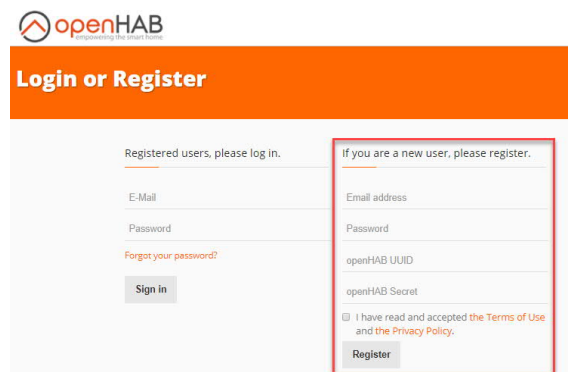 openHAB
empowering the smart home
Login or Register
Registered users, please log in.
E-Mail
Password
Forgot your password?
Sign in
If you are a new user, please register.
Email address
Password
openHAB UUID
openHAB Secret
I have read and accepted the Terms of Use
and the Privacy Policy.
Register